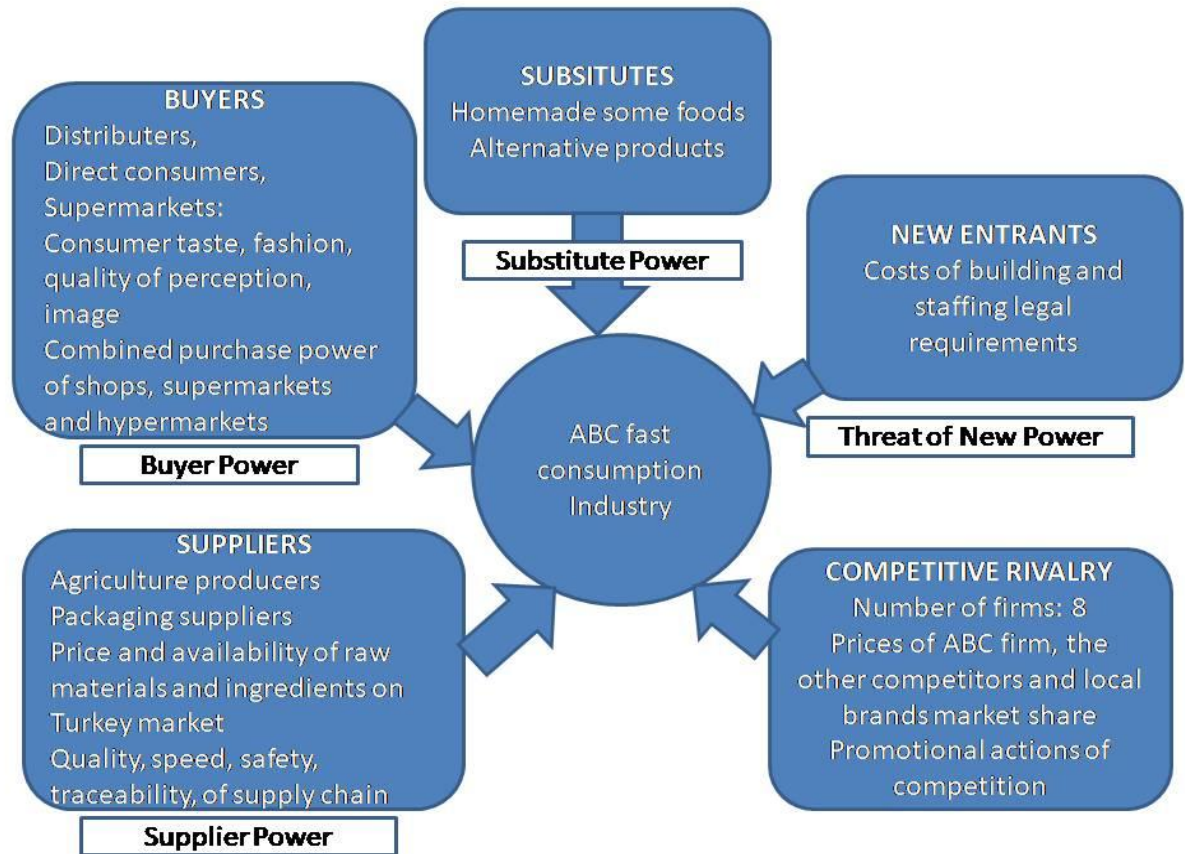 SUBSITUTES
Homemade some foods
Alternative products
Substitute Power
BUYERS
Distributers,
Direct consumers,
Supermarkets:
Consumer taste, fashion,
quality of perception,
image
Combined purchase power
of shops, supermarkets
and hypermarkets
Buyer Power
NEW ENTRANTS
Costs of building and
staffing legal
requirements
Threat of New Power
ABC fast
consumption
Industry
SUPPLIERS
Agriculture producers
Packaging suppliers
Price and availability of raw
materials and ingredients on
Turkey market
Quality, speed, safety,
traceability, of supply chain
Supplier Power
COMPETITIVE RIVALRY
Number of firms: 8
Prices of ABC firm, the
other competitors and local
brands market share
Promotional actions of
competition